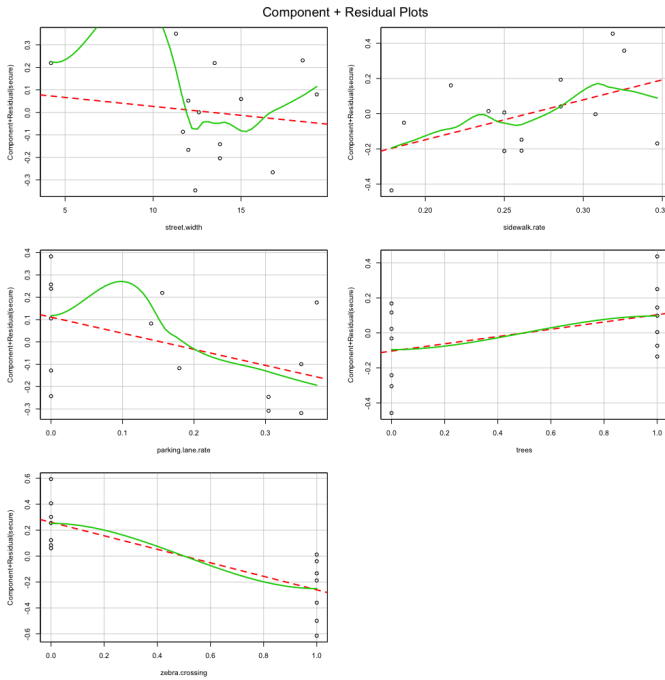 Component + Residual Plots
Component+Residual(secure)
0.3
0.2
0.1
0.0
-0.1
-0.2
-0.3
5 10 15
street.width
Component+Residual(secure)
0.4
0.2
0.0
-0.2
-0.4
0.20 0.25 0.30
sidewalk.rate
Component+Residual(secure)
0.4
0.3
0.2
0.1
0.0
-0.1
-0.2
-0.3
0.0 0.1 0.2 0.3
parking.lane.rate
Component+Residual(secure)
0.4
0.2
0.0
-0.2
-0.4
0.0 0.2 0.4 0.6 0.8 1.0
trees
Component+Residual(secure)
0.6
0.4
0.2
0.0
-0.2
-0.4
-0.6
0.0 0.2 0.4 0.6 0.8 1.0
zebra.crossing